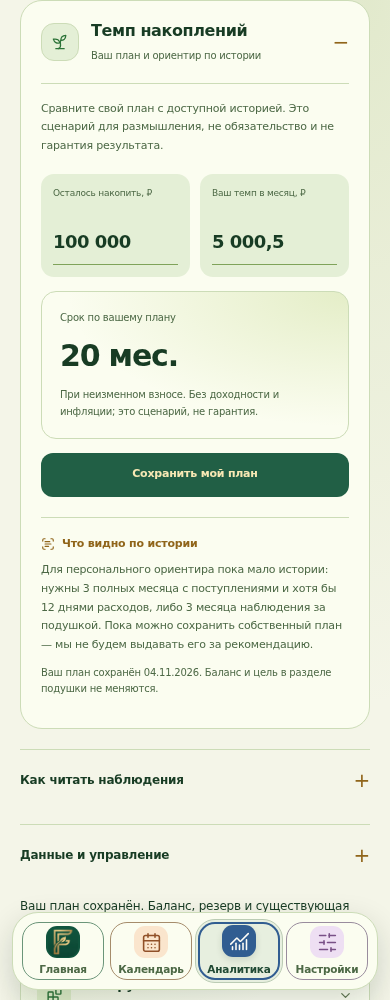 Темп накоплений
Ваш план и ориентир по истории
Сравните свой план с доступной историей. Это
сценарий для размышления, не обязательство и не
гарантия результата.
Осталось накопить, ₽
100 000
Ваш темп в месяц, ₽
5 000,5
Срок по вашему плану
20 мес.
При неизменном взносе. Без доходности и
инфляции; это сценарий, не гарантия.
Сохранить мой план
Что видно по истории
Для персонального ориентира пока мало истории:
нужны 3 полных месяца с поступлениями и хотя бы
12 дней расходов, либо 3 месяца наблюдения за
подушкой. Пока можно сохранить собственный план
— мы не будем выдавать его за рекомендацию.
Ваш план сохранён 04.11.2026. Баланс и цель в разделе
подушки не меняются.
Как читать наблюдения
Данные и управление
Ваш план сохранён. Баланс, резерв и существующая
Главная
Календарь
Аналитика
Настройки